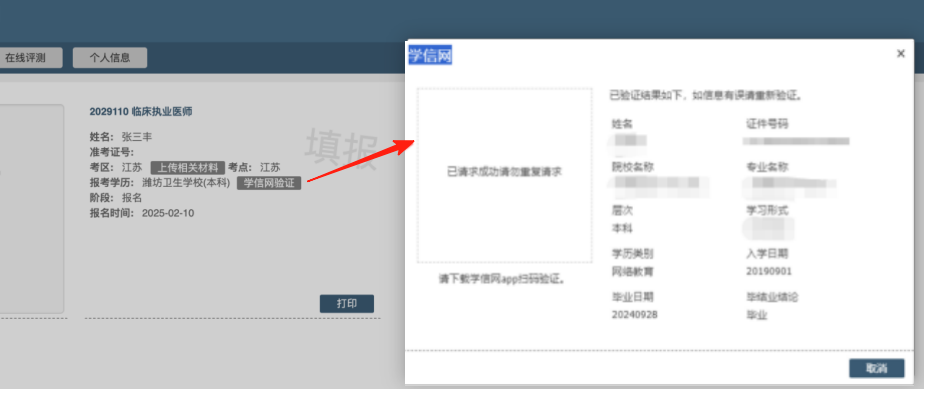 在线评测
个人信息
2029110 临床执业医师
姓名：张三丰
准考证号：
考区：江苏 上传相关材料 考点：江苏
报考学历：潍坊卫生学校(本科) 学信网验证
阶段：报名
报名时间：2025-02-10
填报
打印
学信网
×
已请求成功请勿重复请求
请下载学信网app扫码验证。
已验证结果如下，如信息有误请重新验证。
姓名 证件号码
院校名称 专业名称
层次 学习形式
本科
学历类别 入学日期
网络教育 20190901
毕业日期 毕结业结论
20240928 毕业
取消